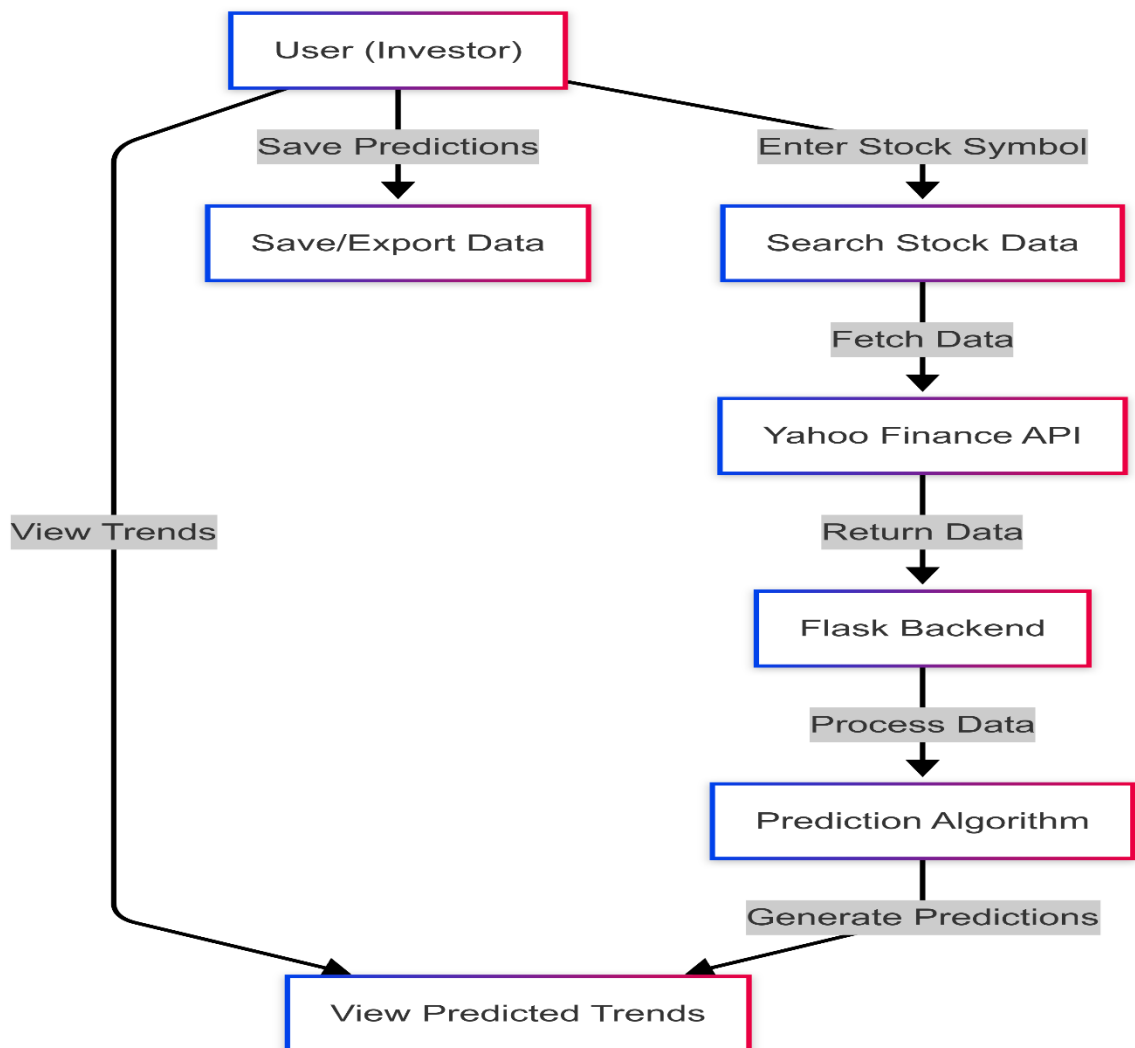 User (Investor)
Save Predictions
Enter Stock Symbol
Save/Export Data
Search Stock Data
Fetch Data
Yahoo Finance API
View Trends
Return Data
Flask Backend
Process Data
Prediction Algorithm
Generate Predictions
View Predicted Trends